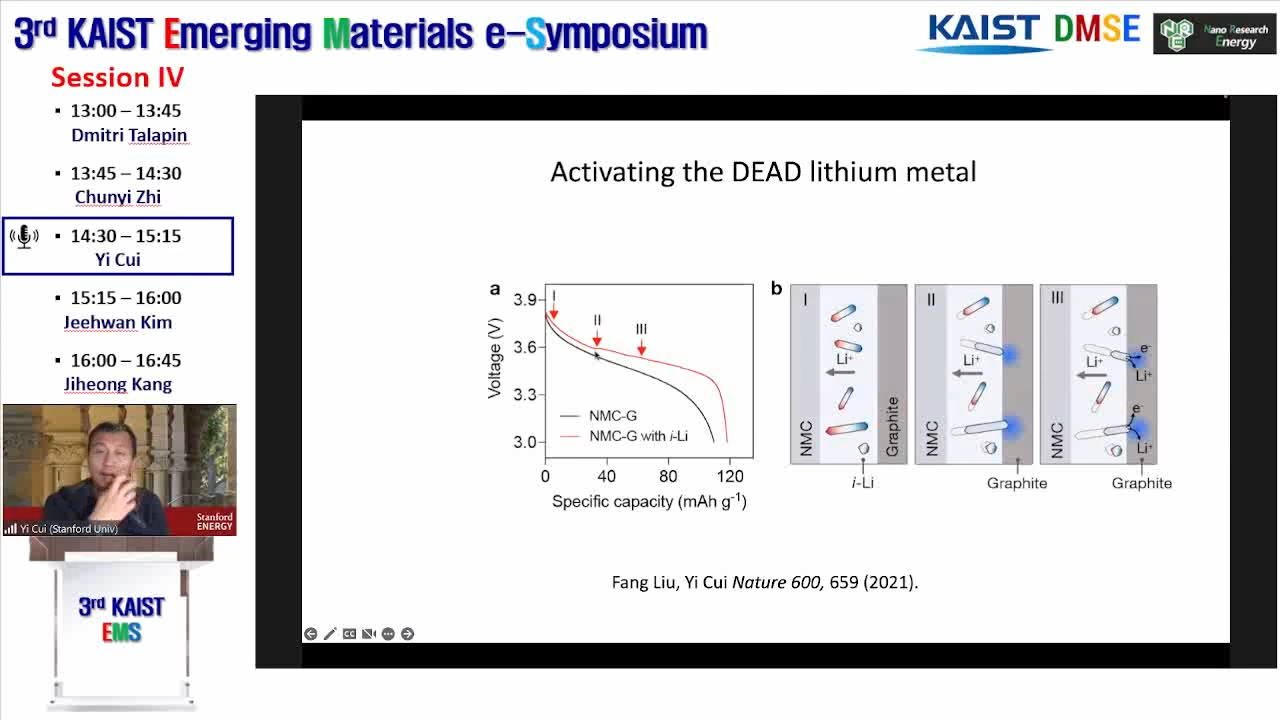 3rd KAIST Emerging Materials e-Symposium
KAIST DMSE
NRE Nano Research Energy
Session IV
▪ 13:00 – 13:45
Dmitri Talapin
▪ 13:45 – 14:30
Chunyi Zhi
▪ 14:30 – 15:15
Yi Cui
▪ 15:15 – 16:00
Jeehwan Kim
▪ 16:00 – 16:45
Jiheong Kang
Stanford
ENERGY
Yi Cui (Stanford Univ)
3rd KAIST
EMS
Activating the DEAD lithium metal
a
3.9
3.6
3.3
3.0
Voltage (V)
I
II
III
NMC-G
NMC-G with i-Li
0 40 80 120
Specific capacity (mAh g-1)
b
I
Li+
NMC
Graphite
i-Li
II
Li+
NMC
Graphite
III
e-
Li+
Li+
e-
Li+
NMC
Graphite
Fang Liu, Yi Cui Nature 600, 659 (2021).
CC